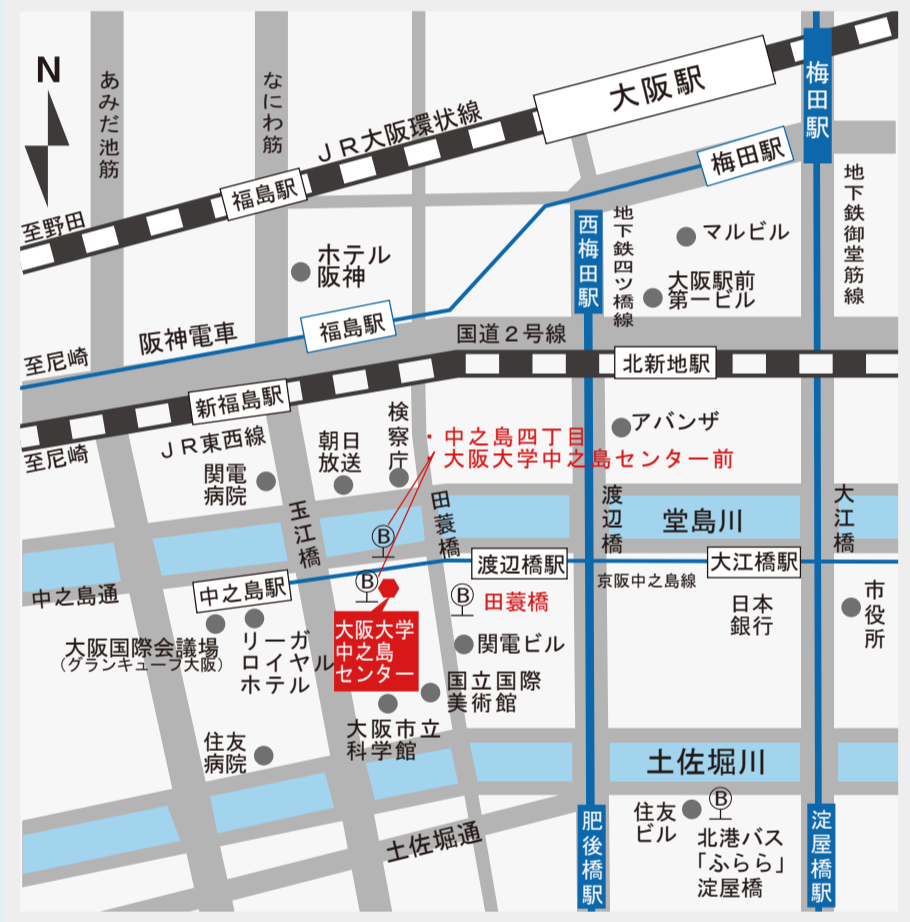 N
あみだ池筋
なにわ筋
JR大阪環状線
大阪駅
梅田駅
福島駅
梅田駅
至野田
地下鉄御堂筋線
西梅田駅
地下鉄四ツ橋線
マルビル
ホテル
阪神
大阪駅前
第一ビル
福島駅
阪神電車
国道2号線
至尼崎
北新地駅
新福島駅
JR東西線
至尼崎
検察庁
アバンザ
朝日
放送
・中之島四丁目
大阪大学中之島センター前
関電
病院
玉江橋
田蓑橋
渡辺橋
堂島川
大江橋
B
中之島通
中之島駅
B
渡辺橋駅
京阪中之島線
大江橋駅
B
田蓑橋
日本
銀行
市役所
大阪国際会議場
(グランキューブ大阪)
リーガ
ロイヤル
ホテル
大阪大学
中之島
センター
関電ビル
国立国際
美術館
大阪市立
科学館
住友
病院
土佐堀川
土佐堀通
肥後橋駅
住友
ビル
B
北港バス
「ふらら」
淀屋橋
淀屋橋駅